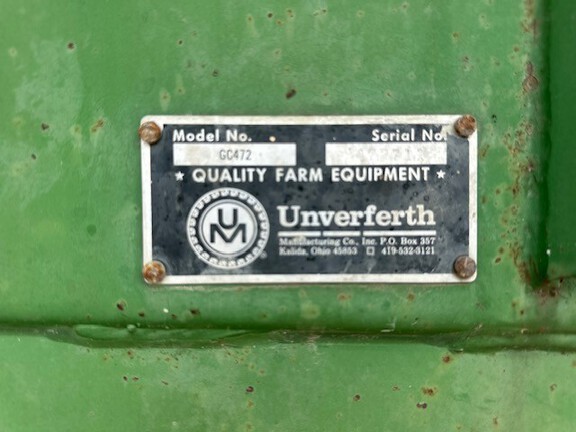 Model No. Serial No.
GC472
★ QUALITY FARM EQUIPMENT ★
UM
Unverferth
Manufacturing Co., Inc. P.O. Box 357
Kalida, Ohio 45853 □ 419-532-3121